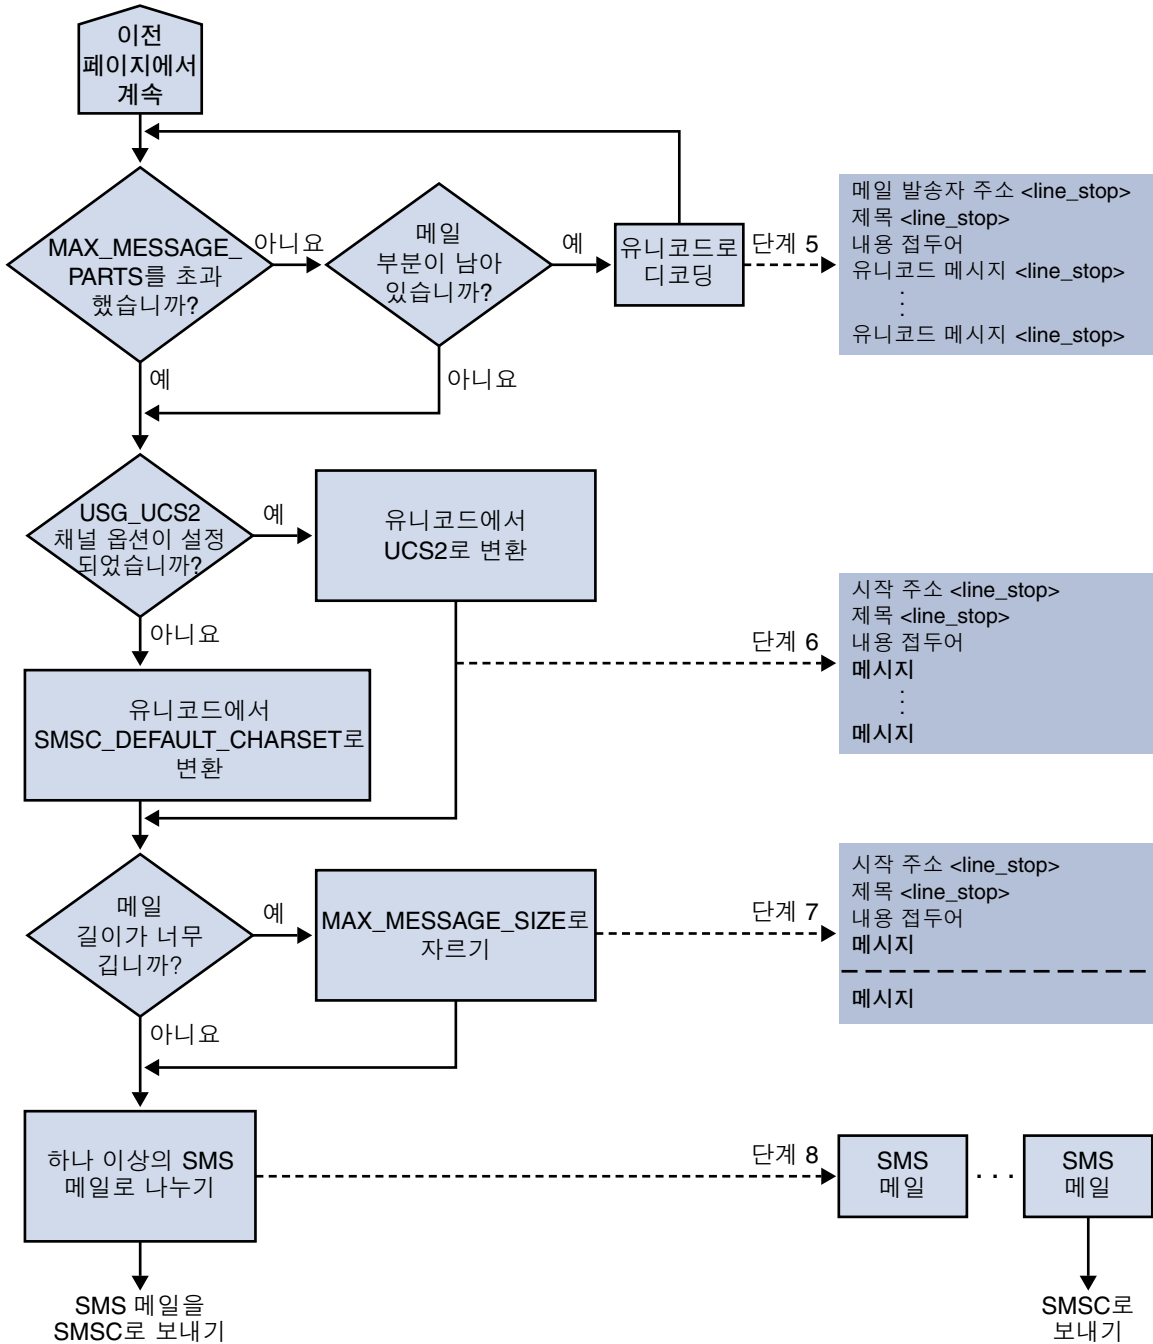 이전
페이지에서
계속
MAX_MESSAGE_
PARTS를 초과
했습니까?
아니요
메일
부분이 남아
있습니까?
예
유니코드로
디코딩
단계 5
메일 발송자 주소 <line_stop>
제목 <line_stop>
내용 접두어
유니코드 메시지 <line_stop>
.
.
.
유니코드 메시지 <line_stop>
예
아니요
USG_UCS2
채널 옵션이 설정
되었습니까?
예
유니코드에서
UCS2로 변환
아니요
단계 6
시작 주소 <line_stop>
제목 <line_stop>
내용 접두어
메시지
.
.
.
메시지
유니코드에서
SMSC_DEFAULT_CHARSET로
변환
메일
길이가 너무
깁니까?
예
MAX_MESSAGE_SIZE로
자르기
단계 7
시작 주소 <line_stop>
제목 <line_stop>
내용 접두어
메시지
메시지
아니요
하나 이상의 SMS
메일로 나누기
단계 8
SMS
메일
. . .
SMS
메일
SMS 메일을
SMSC로 보내기
SMSC로
보내기